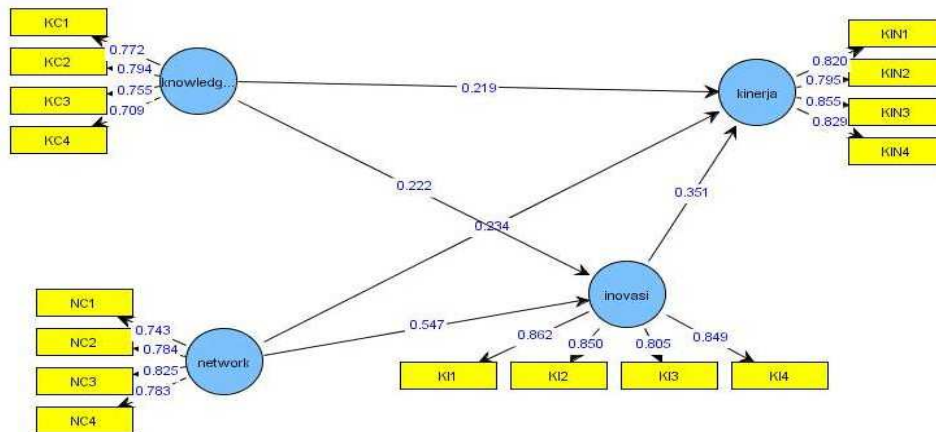 KC1
KC2
KC3
KC4
0.772
0.794
0.755
0.709
knowledg...
0.219
kinerja
KIN1
KIN2
KIN3
KIN4
0.820
0.795
0.855
0.829
0.222
0.234
0.351
NC1
NC2
NC3
NC4
0.743
0.784
0.825
0.783
network
0.547
inovasi
0.862
0.850
0.805
0.849
KI1
KI2
KI3
KI4